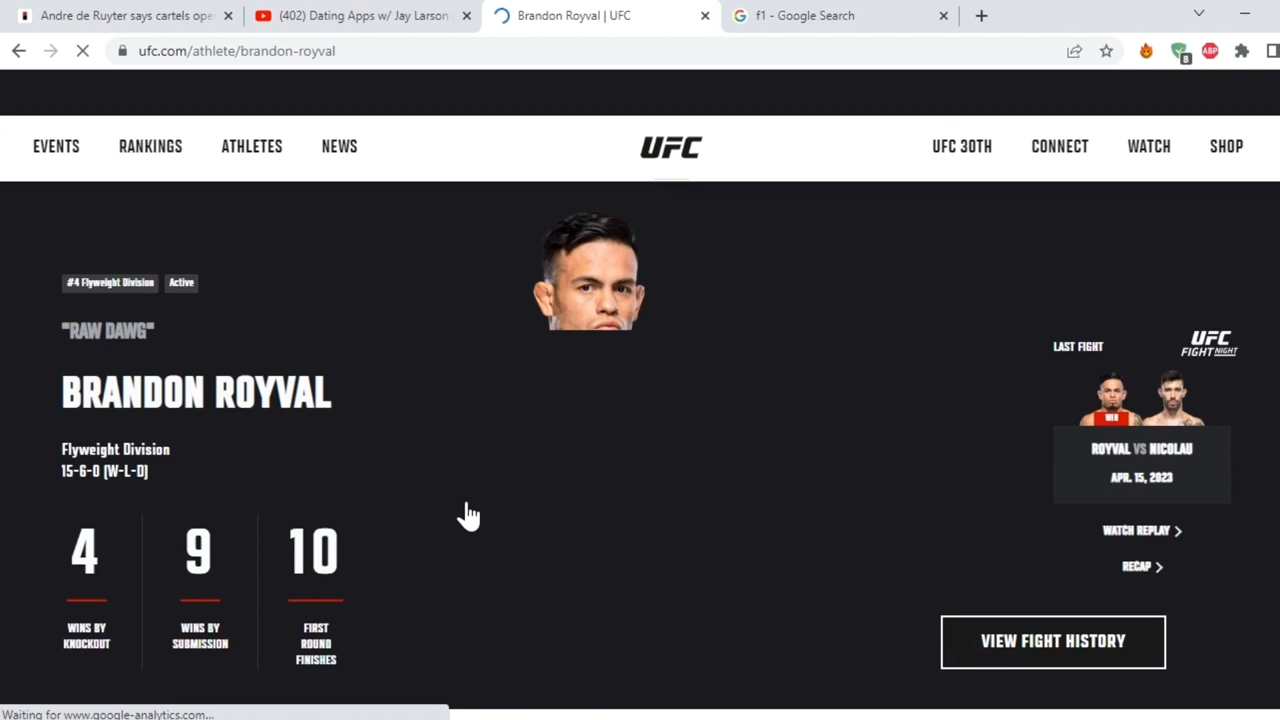 Andre de Ruyter says cartels ope
(402) Dating Apps w/ Jay Larson
Brandon Royval | UFC
f1 - Google Search
ufc.com/athlete/brandon-royval
8
ABP
EVENTS RANKINGS ATHLETES NEWS UFC UFC 30TH CONNECT WATCH SHOP
#4 Flyweight Division Active
"RAW DAWG"
BRANDON ROYVAL
Flyweight Division
15-6-0 (W-L-D)
4 9 10
WINS BY KNOCKOUT
WINS BY SUBMISSION
FIRST ROUND FINISHES
LAST FIGHT
UFC
FIGHT NIGHT
WIN
ROYVAL VS NICOLAU
APR. 15, 2023
WATCH REPLAY
RECAP
VIEW FIGHT HISTORY
Waiting for www.google-analytics.com...